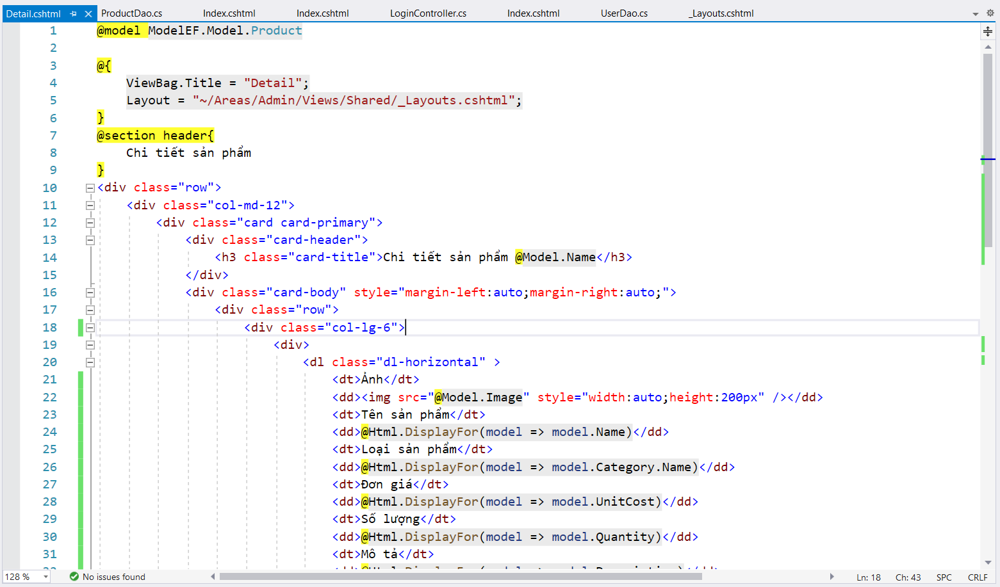 Detail.cshtml ProductDao.cs Index.cshtml Index.cshtml LoginController.cs Index.cshtml UserDao.cs _Layouts.cshtml
1 @model ModelEF.Model.Product
2
3 @{
4 ViewBag.Title = "Detail";
5 Layout = "~/Areas/Admin/Views/Shared/_Layouts.cshtml";
6 }
7 @section header{
8 Chi tiết sản phẩm
9 }
10 <div class="row">
11 <div class="col-md-12">
12 <div class="card card-primary">
13 <div class="card-header">
14 <h3 class="card-title">Chi tiết sản phẩm @Model.Name</h3>
15 </div>
16 <div class="card-body" style="margin-left:auto;margin-right:auto;">
17 <div class="row">
18 <div class="col-lg-6">
19 <div>
20 <dl class="dl-horizontal" >
21 <dt>Ảnh</dt>
22 <dd><img src="@Model.Image" style="width:auto;height:200px" /></dd>
23 <dt>Tên sản phẩm</dt>
24 <dd>@Html.DisplayFor(model => model.Name)</dd>
25 <dt>Loại sản phẩm</dt>
26 <dd>@Html.DisplayFor(model => model.Category.Name)</dd>
27 <dt>Đơn giá</dt>
28 <dd>@Html.DisplayFor(model => model.UnitCost)</dd>
29 <dt>Số lượng</dt>
30 <dd>@Html.DisplayFor(model => model.Quantity)</dd>
31 <dt>Mô tả</dt>
128 % No issues found Ln: 18 Ch: 43 SPC CRLF